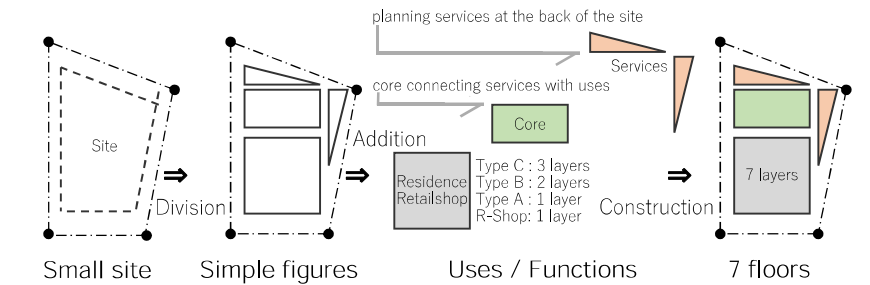 planning services at the back of the site
Services
core connecting services with uses
Core
Site
Addition
Residence
Retailshop
Type C : 3 layers
Type B : 2 layers
Type A : 1 layer
R-Shop: 1 layer
7 layers
Division
Construction
Small site
Simple figures
Uses / Functions
7 floors